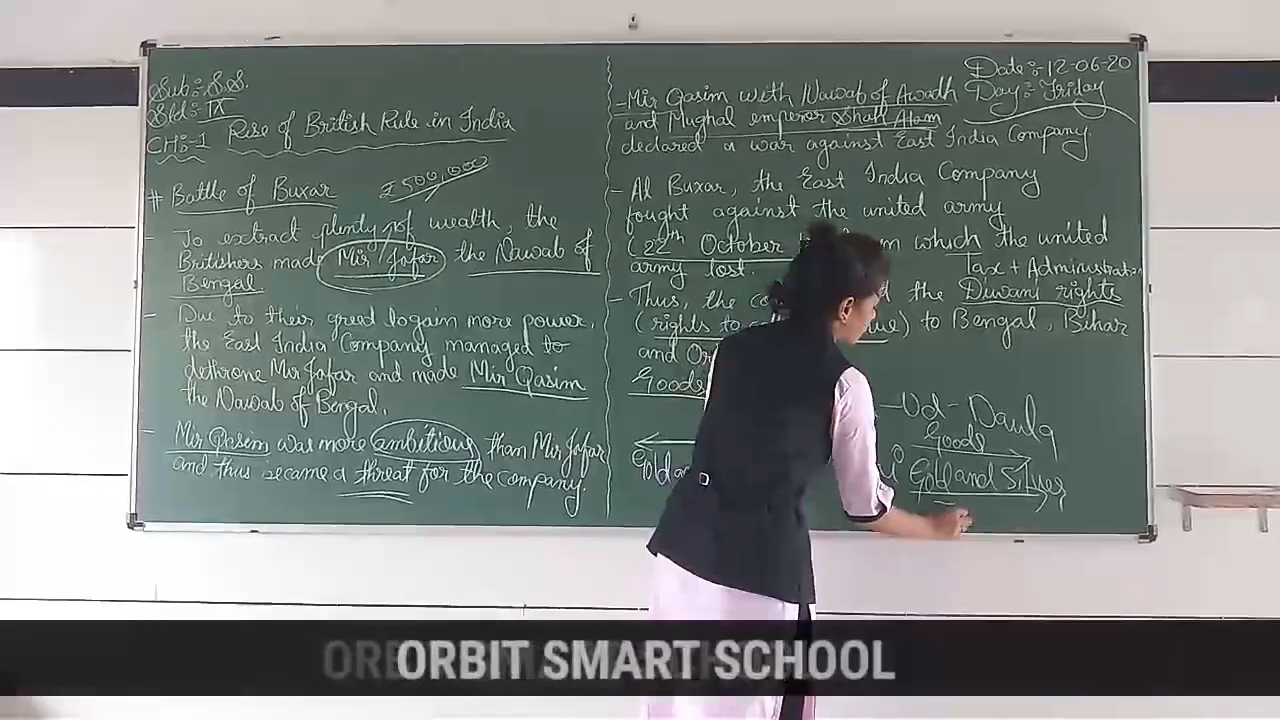 Sub:- S.S.
Std:- IX
CH:-1 Rise of British Rule in India
# Battle of Buxar £500,000
- To extract plenty of wealth, the
Britishers made Mir Jafar the Nawab of
Bengal.
- Due to their great to gain more power,
the East India Company managed to
dethrone Mir Jafar and made Mir Qasim
the Nawab of Bengal.
- Mir Qasim was more ambitious than Mir Jafar
and thus became a threat for the company.
Date:-12-06-20
Day:- Friday
- Mir Qasim with Nawab of Awadh
and Mughal emperor Shah Alam
declared a war against East India Company
- At Buxar, the East India Company
fought against the united army
(22th October in which the united
army lost.
Tax + Administration
- Thus, the the Diwani rights
(rights to ) to Bengal, Bihar
and
Goods
-Ud-Daula
Goods
Gold and Silver
ORBIT SMART SCHOOL